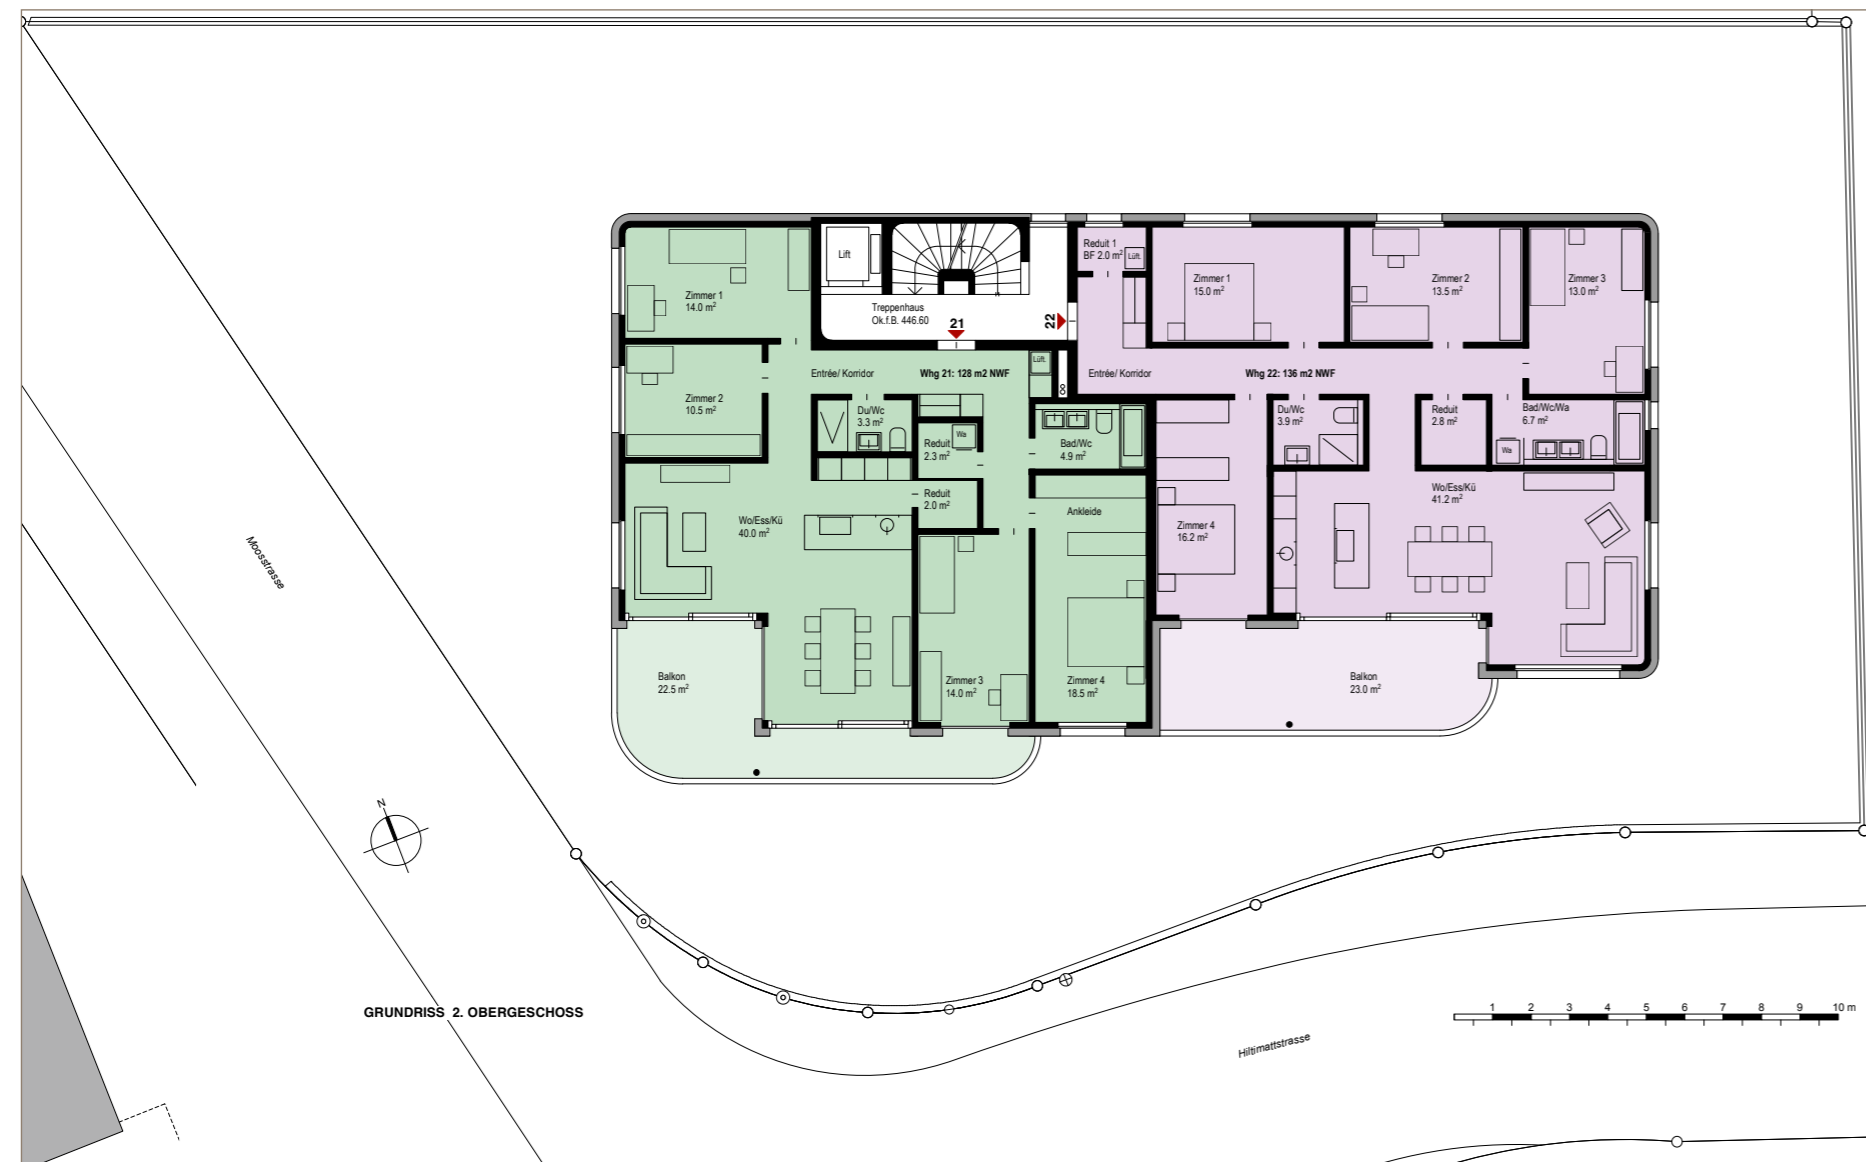 Lift
Treppenhaus
Ok.f.B. 446.60
21
22
Zimmer 1
14.0 m²
Zimmer 2
10.5 m²
Entrée/ Korridor
Whg 21: 128 m2 NWF
Lüft.
Du/Wc
3.3 m²
Reduit
2.3 m²
Wa
Bad/Wc
4.9 m²
Reduit
2.0 m²
Ankleide
Wo/Ess/Kü
40.0 m²
Zimmer 3
14.0 m²
Zimmer 4
18.5 m²
Balkon
22.5 m²
Reduit 1
BF 2.0 m²
Lüft.
Zimmer 1
15.0 m²
Zimmer 2
13.5 m²
Zimmer 3
13.0 m²
Entrée/ Korridor
Whg 22: 136 m2 NWF
Du/Wc
3.9 m²
Reduit
2.8 m²
Bad/Wc/Wa
6.7 m²
Wa
Wo/Ess/Kü
41.2 m²
Zimmer 4
16.2 m²
Balkon
23.0 m²
Moosstrasse
N
GRUNDRISS 2. OBERGESCHOSS
Hiltimattstrasse
1 2 3 4 5 6 7 8 9 10 m